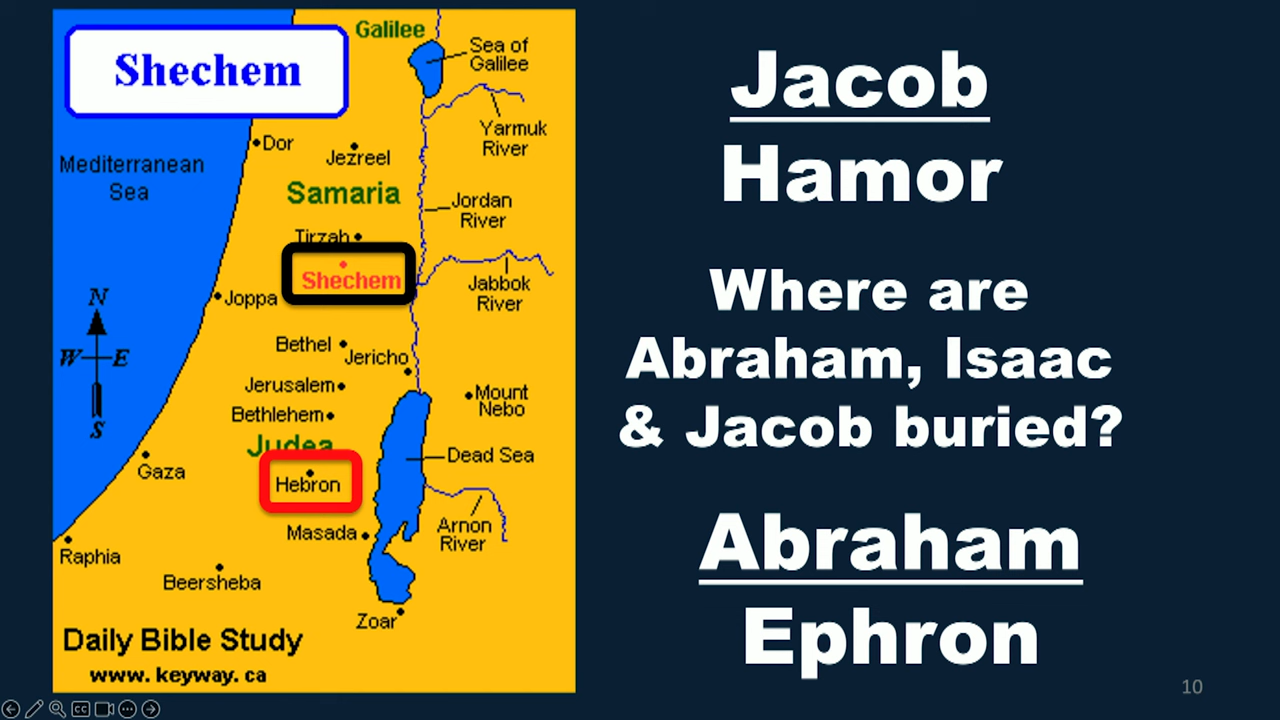 Shechem
Galilee
Sea of
Galilee
Yarmuk
River
Dor
Jezreel
Mediterranean
Sea
Samaria
Jordan
River
Tirzah
Shechem
Jabbok
River
N
W E
S
Joppa
Bethel
Jericho
Jerusalem
Mount
Nebo
Bethlehem
Judea
Gaza
Dead Sea
Hebron
Masada
Arnon
River
Raphia
Beersheba
Zoar
Daily Bible Study
www. keyway. ca
Jacob
Hamor
Where are
Abraham, Isaac
& Jacob buried?
Abraham
Ephron
10
CC